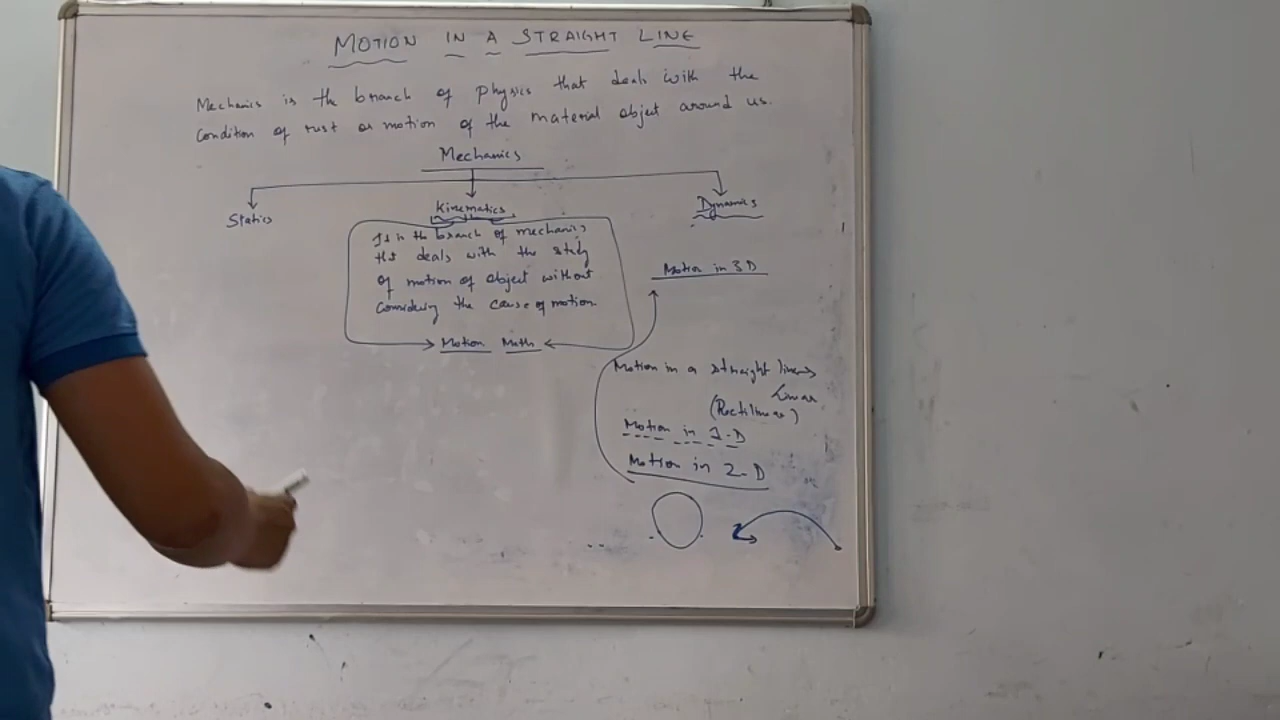 MOTION IN A STRAIGHT LINE
Mechanics is the branch of physics that deals with the
condition of rest or motion of the material object around us.
Mechanics
Statics Kinematics Dynamics
It is the branch of mechanics
tht deals with the study
of motion of object without
Considering the cause of motion
Motion Math
Motion in 3D
Motion in a straight line
Linear
(Rectilinear)
Motion in 1-D
Motion in 2-D